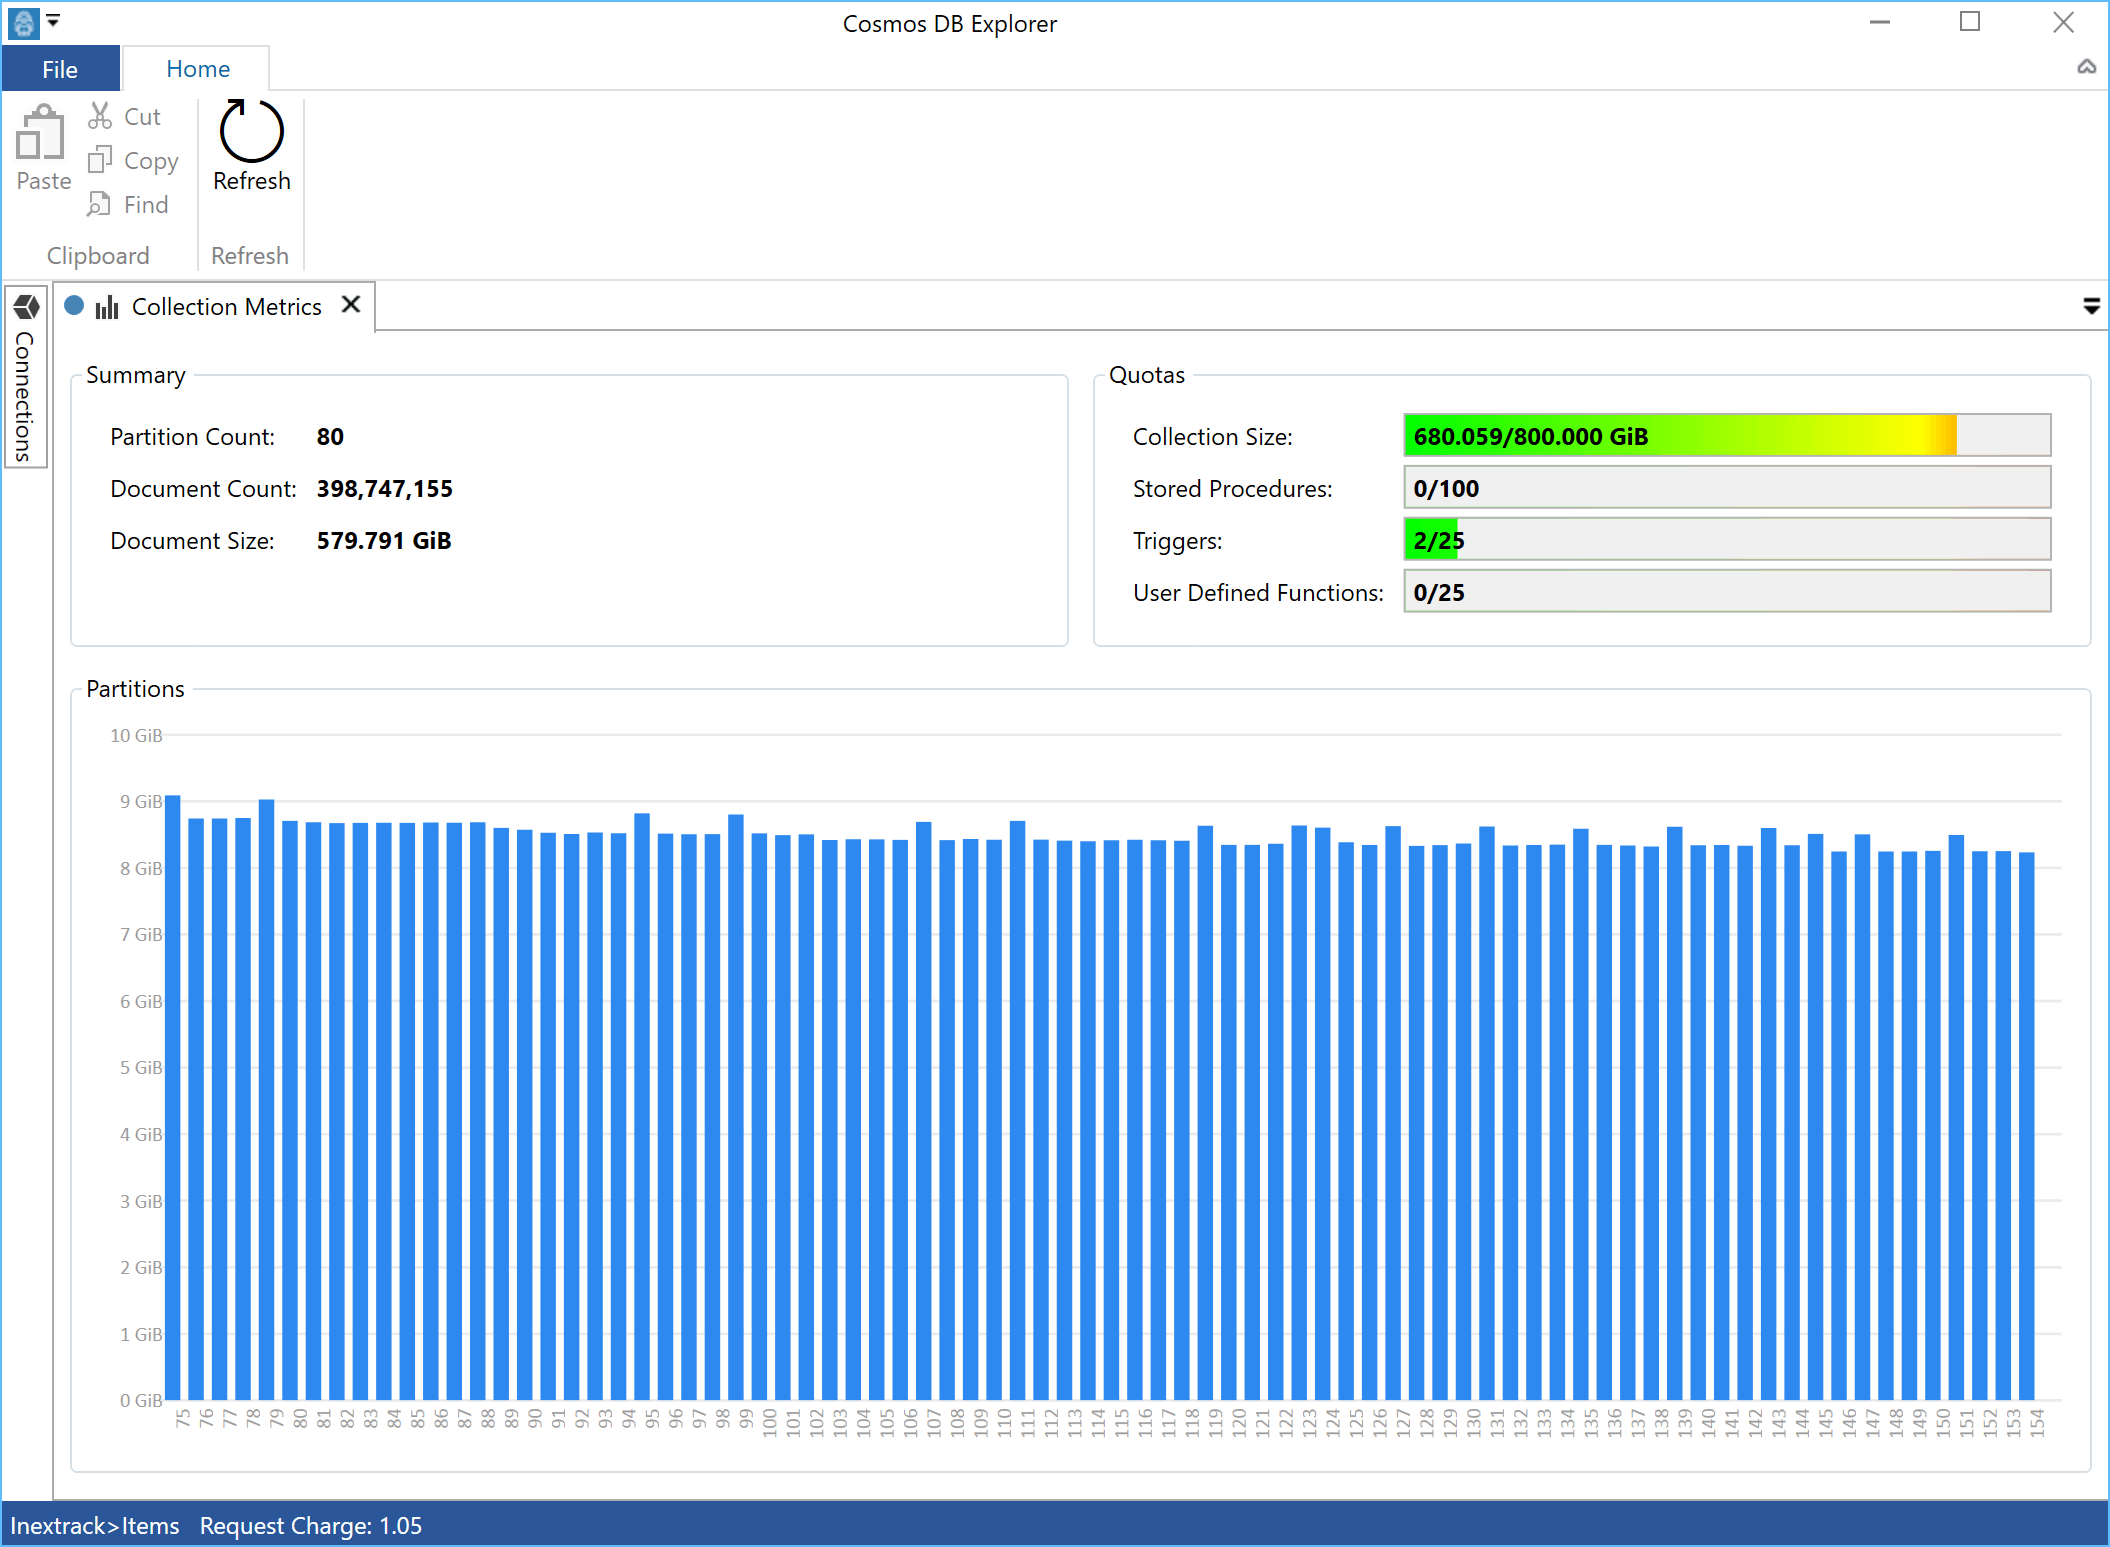 Cosmos DB Explorer
File
Home
Paste
Cut
Copy
Find
Clipboard
Refresh
Refresh
Connections
Collection Metrics
Summary
Partition Count: 80
Document Count: 398,747,155
Document Size: 579.791 GiB
Quotas
Collection Size: 680.059/800.000 GiB
Stored Procedures: 0/100
Triggers: 2/25
User Defined Functions: 0/25
Partitions
10 GiB
9 GiB
8 GiB
7 GiB
6 GiB
5 GiB
4 GiB
3 GiB
2 GiB
1 GiB
0 GiB
75 76 77 78 79 80 81 82 83 84 85 86 87 88 89 90 91 92 93 94 95 96 97 98 99 100 101 102 103 104 105 106 107 108 109 110 111 112 113 114 115 116 117 118 119 120 121 122 123 124 125 126 127 128 129 130 131 132 133 134 135 136 137 138 139 140 141 142 143 144 145 146 147 148 149 150 151 152 153 154
Inextrack>Items Request Charge: 1.05